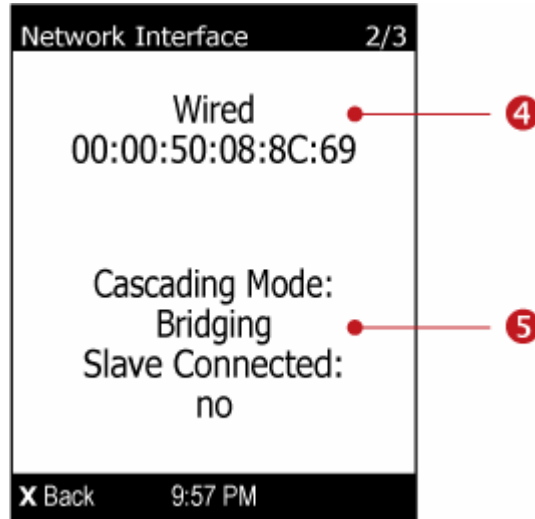 Network Interface 2/3
Wired
4
00:00:50:08:8C:69
Cascading Mode:
Bridging
5
Slave Connected:
no
X Back 9:57 PM